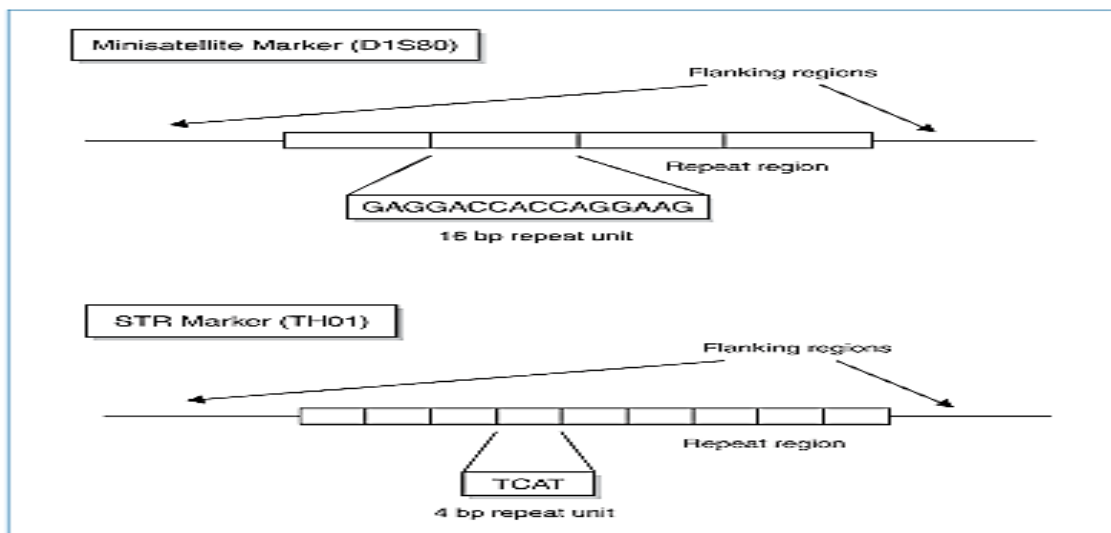 Minisatellite Marker (D1S80)
Flanking regions
Repeat region
GAGGACCACCAGGAAG
16 bp repeat unit
STR Marker (TH01)
Flanking regions
Repeat region
TCAT
4 bp repeat unit